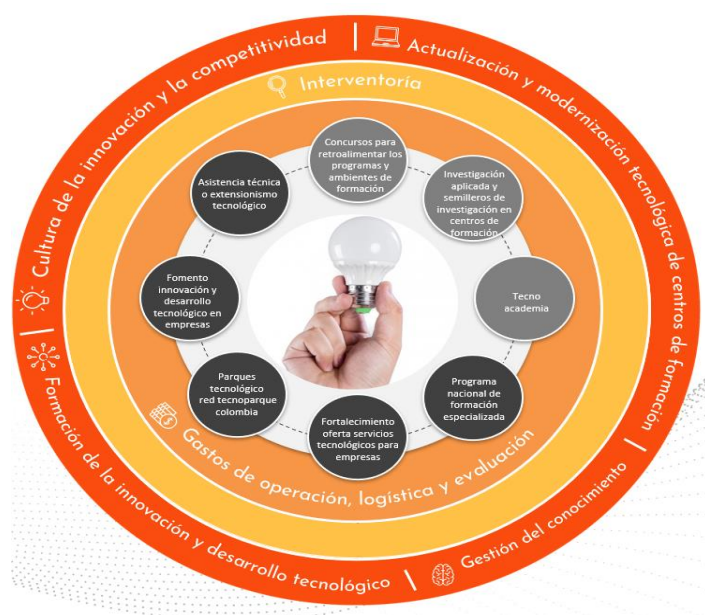 Cultura de la innovación y la competitividad
Actualización y modernización tecnológica de centros de formación
Gestión del conocimiento
Formación de la innovación y desarrollo tecnológico
Interventoría
Gastos de operación, logística y evaluación
Concursos para
retroalimentar los
programas y
ambientes de
formación
Investigación
aplicada y
semilleros de
investigación en
centros de
formación
Tecno
academia
Programa
nacional de
formación
especializada
Fortalecimiento
oferta servicios
tecnológicos para
empresas
Parques
tecnológico
red tecnoparque
colombia
Fomento
innovación y
desarrollo
tecnológico en
empresas
Asistencia técnica
o extensionismo
tecnológico